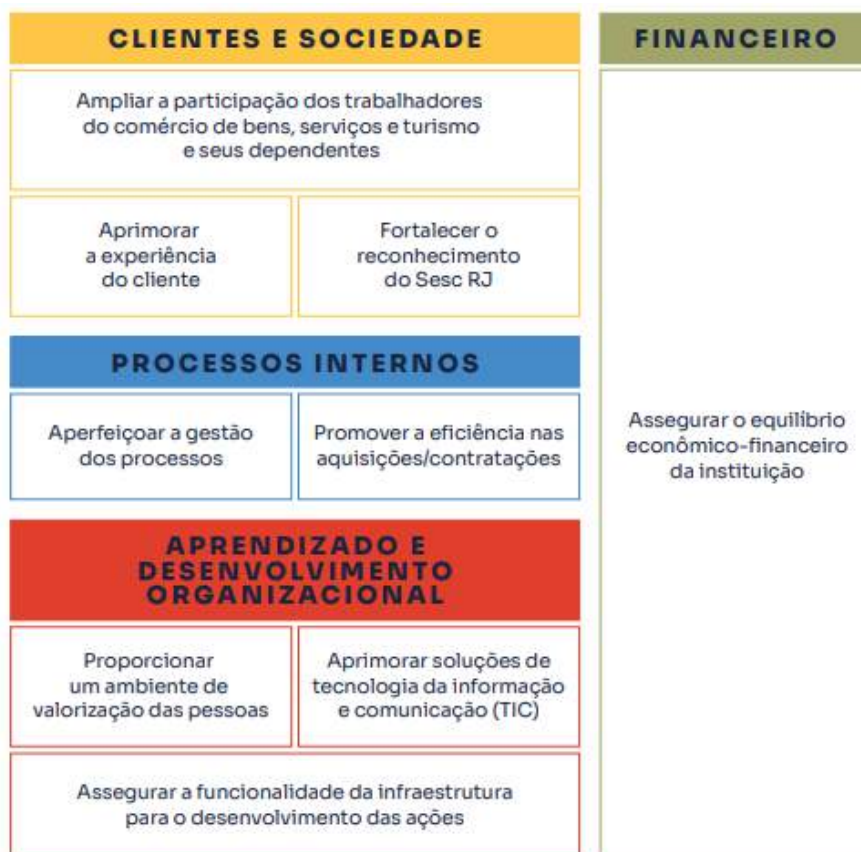 CLIENTES E SOCIEDADE
Ampliar a participação dos trabalhadores
do comércio de bens, serviços e turismo
e seus dependentes
Aprimorar
a experiência
do cliente
Fortalecer o
reconhecimento
do Sesc RJ
PROCESSOS INTERNOS
Aperfeiçoar a gestão
dos processos
Promover a eficiência nas
aquisições/contratações
APRENDIZADO E
DESENVOLVIMENTO
ORGANIZACIONAL
Proporcionar
um ambiente de
valorização das pessoas
Aprimorar soluções de
tecnologia da informação
e comunicação (TIC)
Assegurar a funcionalidade da infraestrutura
para o desenvolvimento das ações
FINANCEIRO
Assegurar o equilíbrio
econômico-financeiro
da instituição